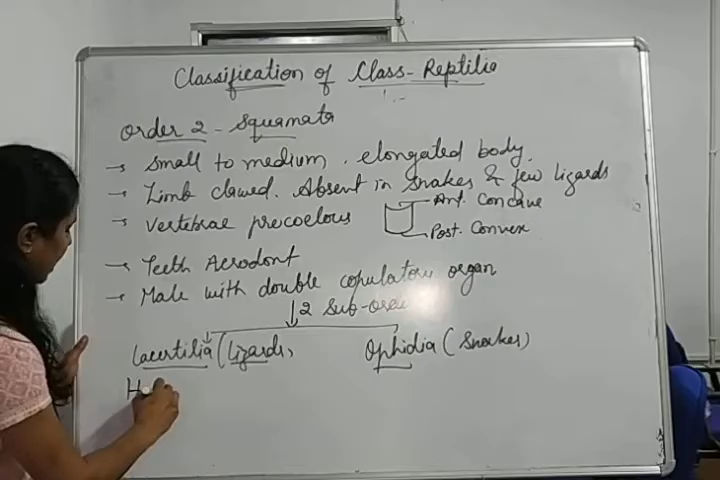 Classification of Class - Reptilia
Order 2 - Squamata
→ Small to medium . elongated body.
→ Limb clawed. Absent in snakes & few lizards
→ Vertebrae procoelous
Ant. Concave
Post. Convex
→ Teeth Acrodont
→ Male with double copulatory organ
2 Sub-order
Lacertilia (Lizards)
Ophidia (Snakes)
H